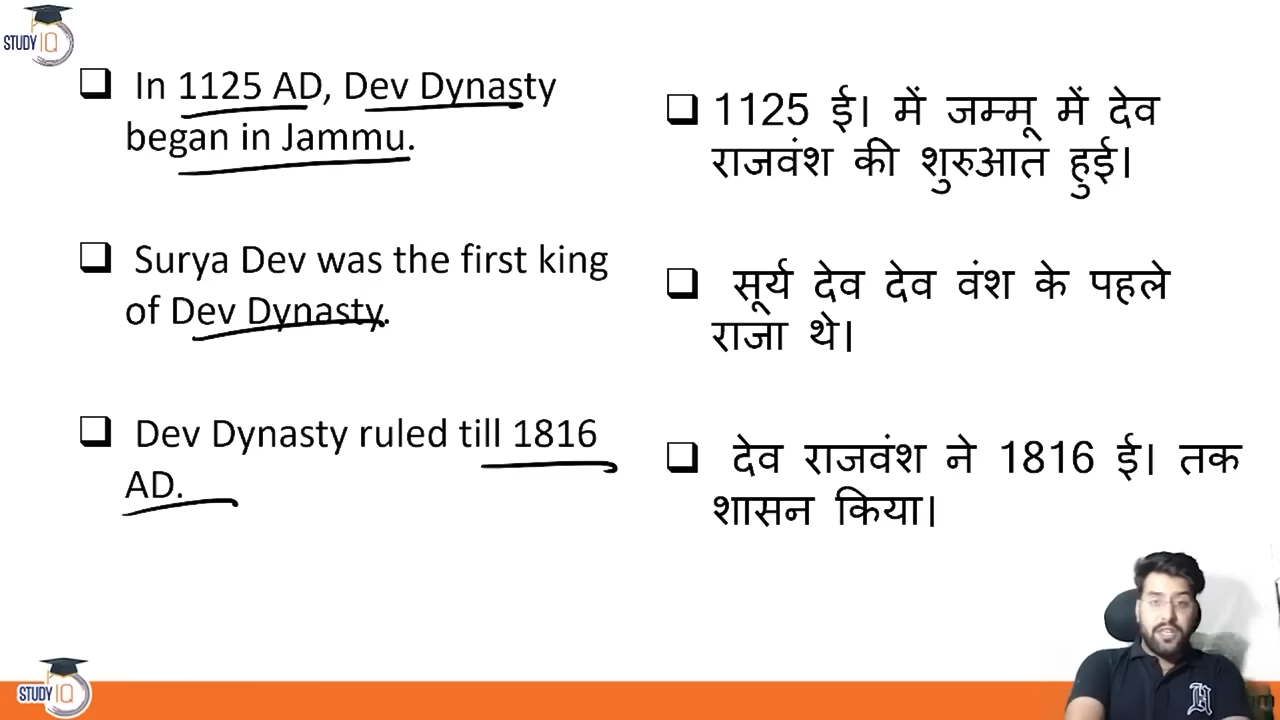 STUDY IQ
❑ In 1125 AD, Dev Dynasty
began in Jammu.
❑ Surya Dev was the first king
of Dev Dynasty.
❑ Dev Dynasty ruled till 1816
AD.
❑ 1125 ई। में जम्मू में देव
राजवंश की शुरुआत हुई।
❑ सूर्य देव देव वंश के पहले
राजा थे।
❑ देव राजवंश ने 1816 ई। तक
शासन किया।
STUDY IQ